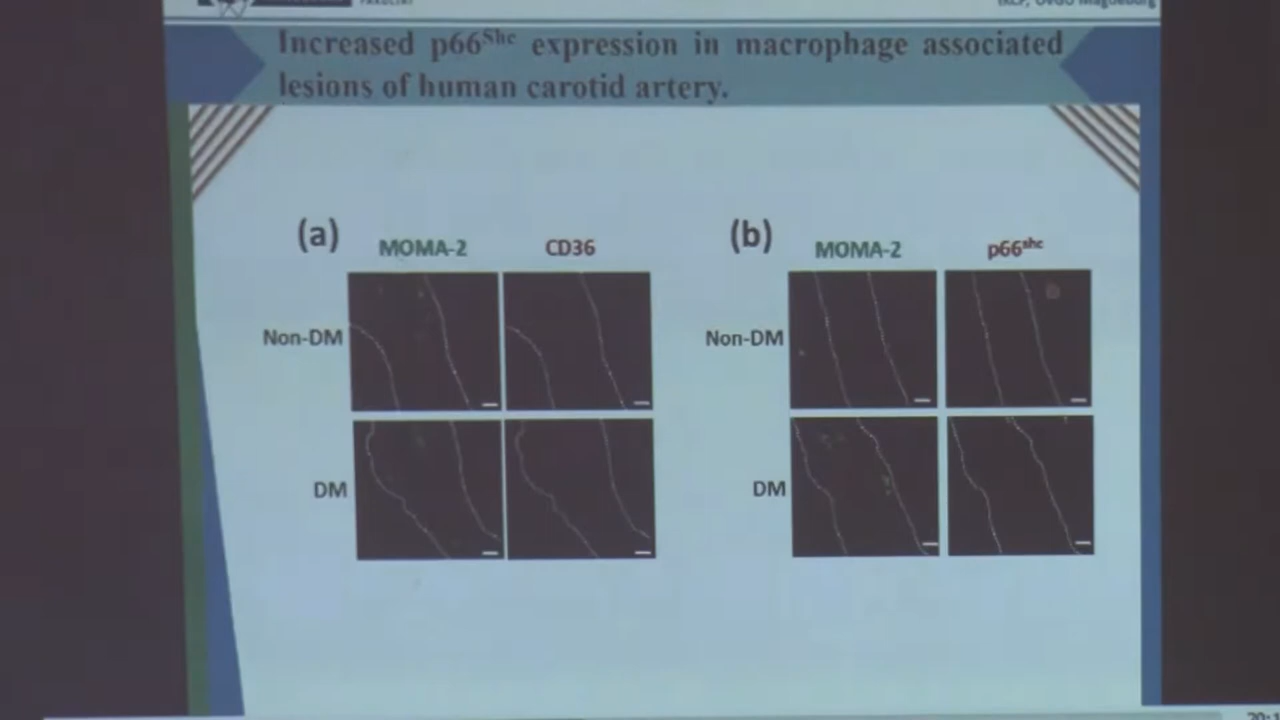 Increased p66Shc expression in macrophage associated
lesions of human carotid artery.
(a)
MOMA-2 CD36
Non-DM
DM
(b)
MOMA-2 p66shc
Non-DM
DM